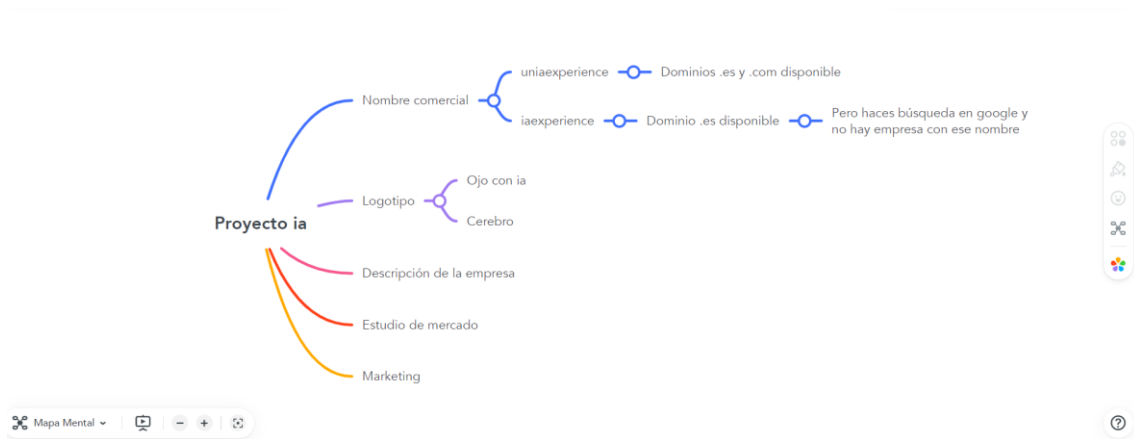 uniaexperience
Dominios .es y .com disponible
Nombre comercial
iaexperience
Dominio .es disponible
Pero haces búsqueda en google y
no hay empresa con ese nombre
Ojo con ia
Logotipo
Cerebro
Proyecto ia
Descripción de la empresa
Estudio de mercado
Marketing
Mapa Mental